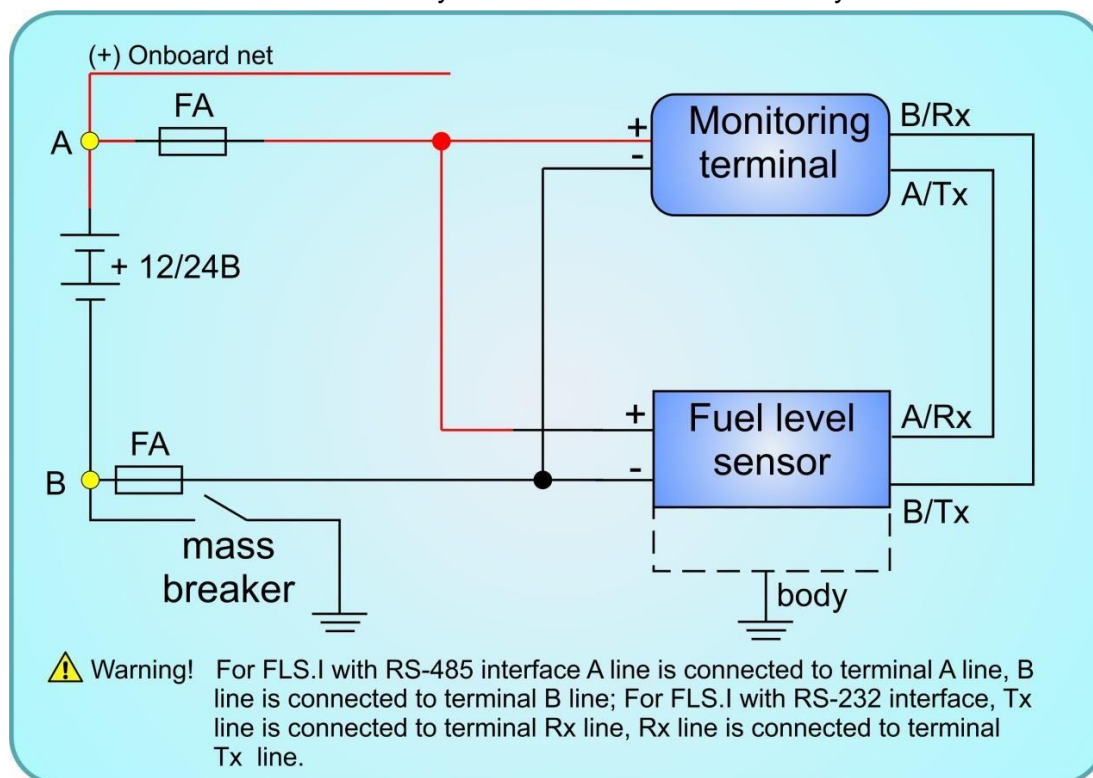 (+) Onboard net
FA
A
+
-
Monitoring
terminal
B/Rx
A/Tx
+ 12/24B
FA
B
+
-
Fuel level
sensor
A/Rx
B/Tx
mass
breaker
body
Warning! For FLS.I with RS-485 interface A line is connected to terminal A line, B
line is connected to terminal B line; For FLS.I with RS-232 interface, Tx
line is connected to terminal Rx line, Rx line is connected to terminal
Tx line.